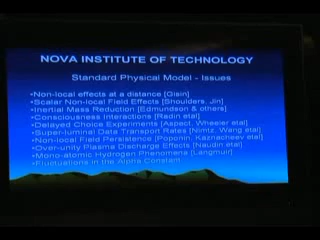 NOVA INSTITUTE OF TECHNOLOGY
Standard Physical Model - Issues
•Non-local effects at a distance [Gisin]
•Scalar Non-local Field Effects [Shoulders, Jin]
•Inertial Mass Reduction [Edmundson & others]
•Consciousness Interactions [Radin etal]
•Delayed Choice Experiments [Aspect, Wheeler etal]
•Super-luminal Data Transport Rates [Nimtz, Wang etal]
•Non-local Field Persistence [Poponin, Kaznacheev etal]
•Over-unity Plasma Discharge Effects [Naudin etal]
•Mono-atomic Hydrogen Phenomena [Langmuir]
•Fluctuations in the Alpha Constant